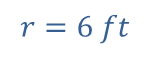 r = 6 ft